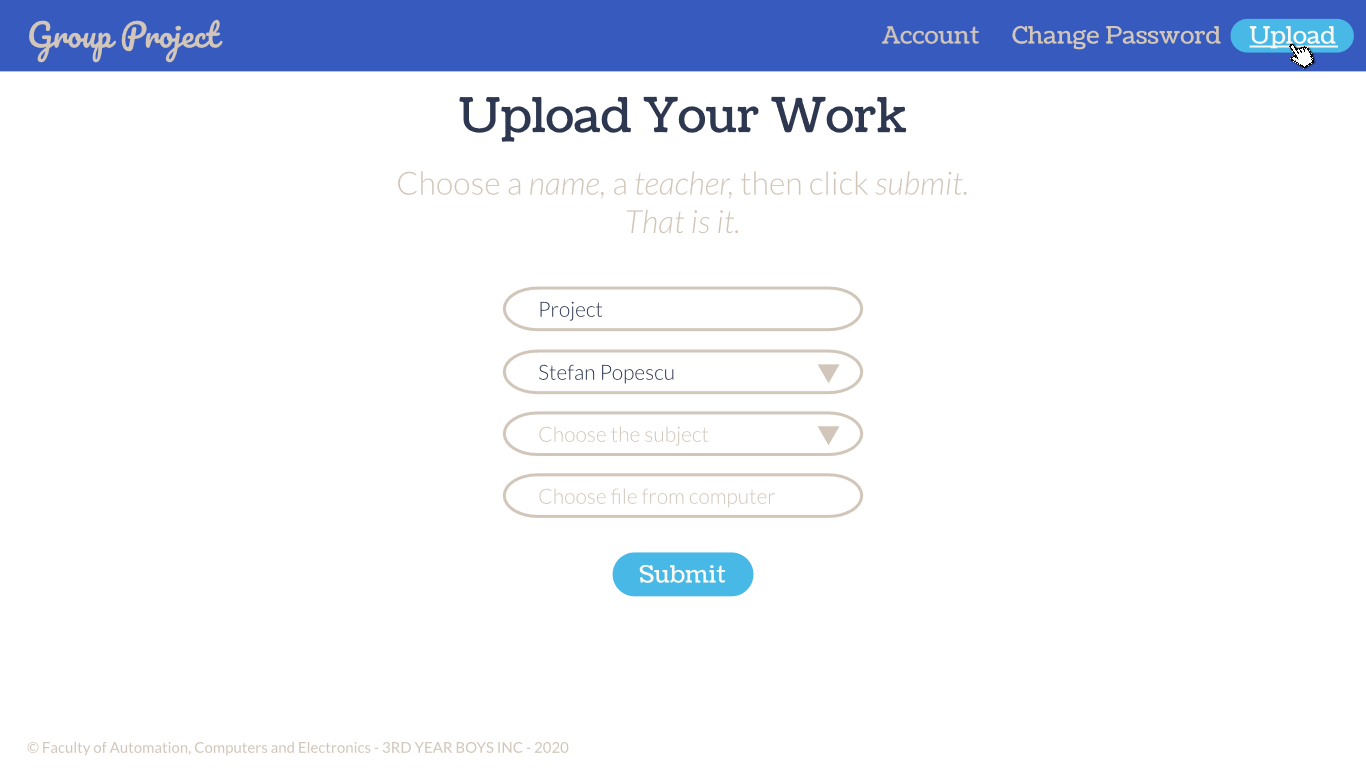 Group Project
Account
Change Password
Upload
Upload Your Work
Choose a name, a teacher, then click submit.
That is it.
Project
Stefan Popescu
Choose the subject
Choose file from computer
Submit
© Faculty of Automation, Computers and Electronics - 3RD YEAR BOYS INC - 2020